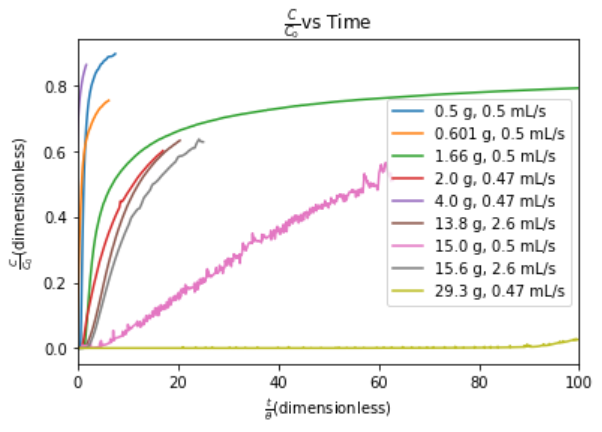 C/C₀ vs Time
C/C₀(dimensionless)
0.8
0.6
0.4
0.2
0.0
0.5 g, 0.5 mL/s
0.601 g, 0.5 mL/s
1.66 g, 0.5 mL/s
2.0 g, 0.47 mL/s
4.0 g, 0.47 mL/s
13.8 g, 2.6 mL/s
15.0 g, 0.5 mL/s
15.6 g, 2.6 mL/s
29.3 g, 0.47 mL/s
0 20 40 60 80 100
t/θ(dimensionless)